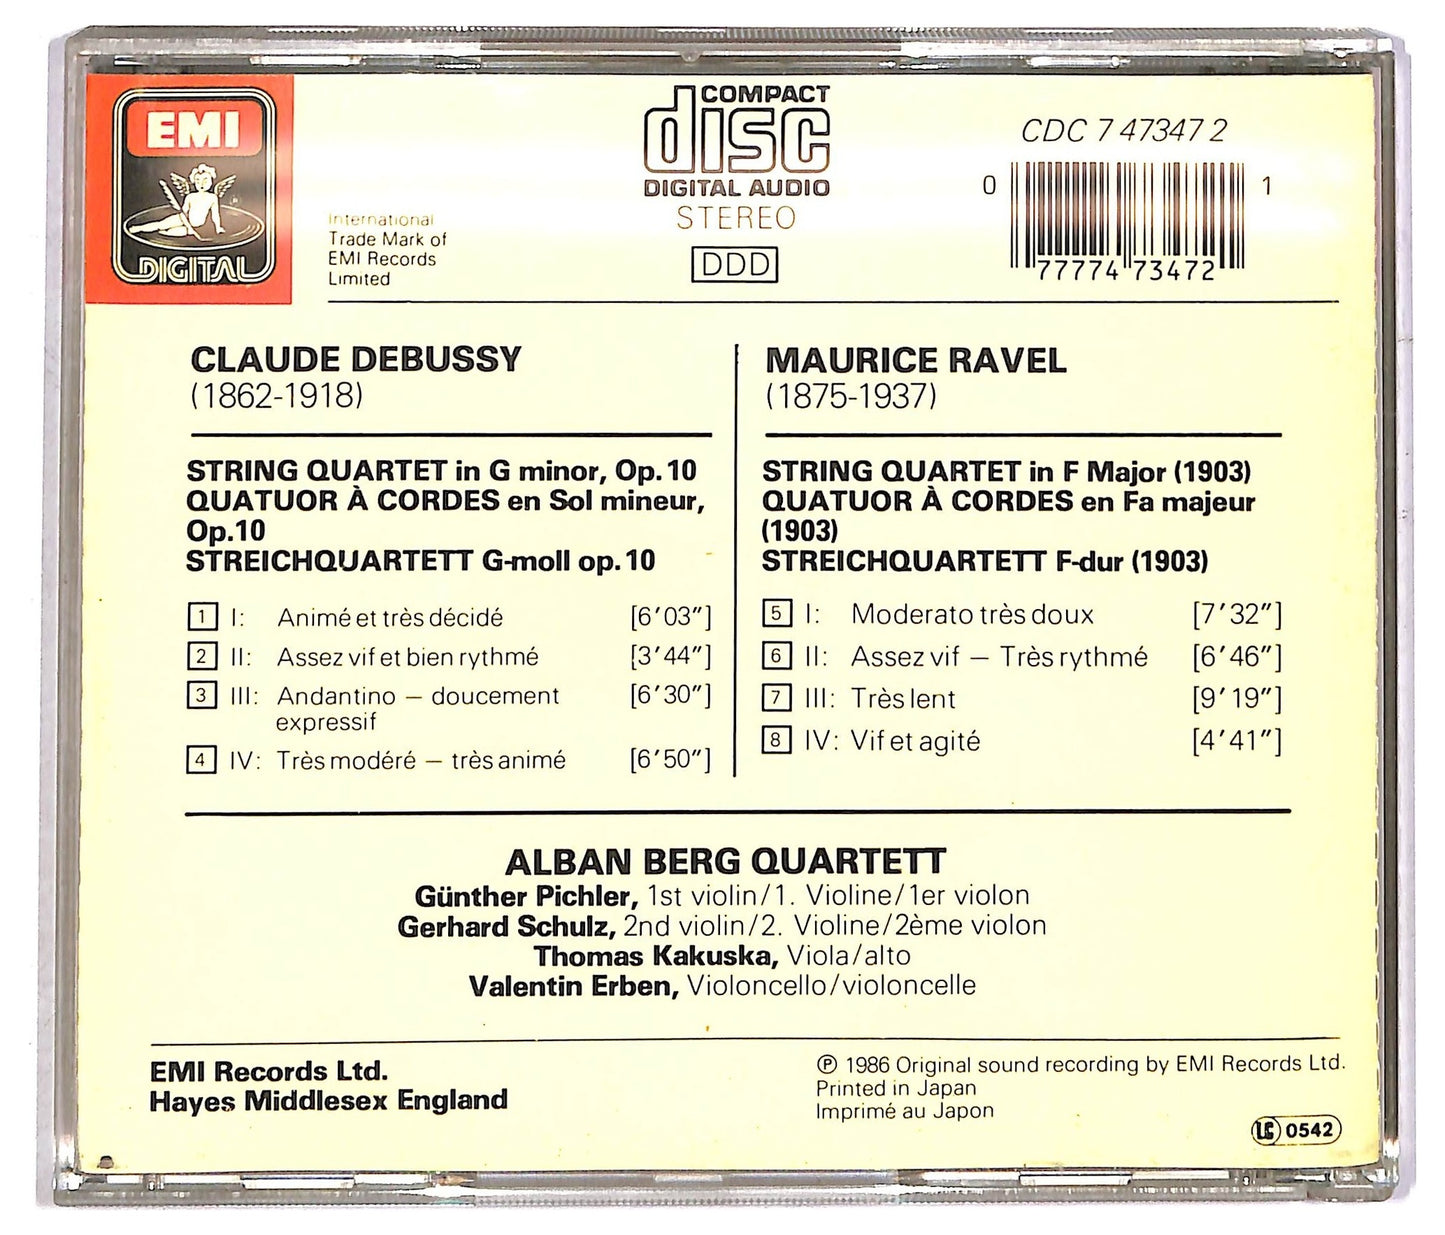 EMI
DIGITAL
International
Trade Mark of
EMI Records
Limited
COMPACT
disc
DIGITAL AUDIO
STEREO
DDD
CDC 7 47347 2
0 77774 73472 1
CLAUDE DEBUSSY
(1862-1918)
STRING QUARTET in G minor, Op. 10
QUATUOR À CORDES en Sol mineur,
Op.10
STREICHQUARTETT G-moll op. 10
1 I: Animé et très décidé [6′03″]
2 II: Assez vif et bien rythmé [3′44″]
3 III: Andantino – doucement [6′30″]
expressif
4 IV: Très modéré – très animé [6′50″]
MAURICE RAVEL
(1875-1937)
STRING QUARTET in F Major (1903)
QUATUOR À CORDES en Fa majeur
(1903)
STREICHQUARTETT F-dur (1903)
5 I: Moderato très doux [7′32″]
6 II: Assez vif – Très rythmé [6′46″]
7 III: Très lent [9′19″]
8 IV: Vif et agité [4′41″]
ALBAN BERG QUARTETT
Günther Pichler, 1st violin/1. Violine/1er violon
Gerhard Schulz, 2nd violin/2. Violine/2ème violon
Thomas Kakuska, Viola/alto
Valentin Erben, Violoncello/violoncelle
EMI Records Ltd.
Hayes Middlesex England
℗ 1986 Original sound recording by EMI Records Ltd.
Printed in Japan
Imprimé au Japon
LC 0542